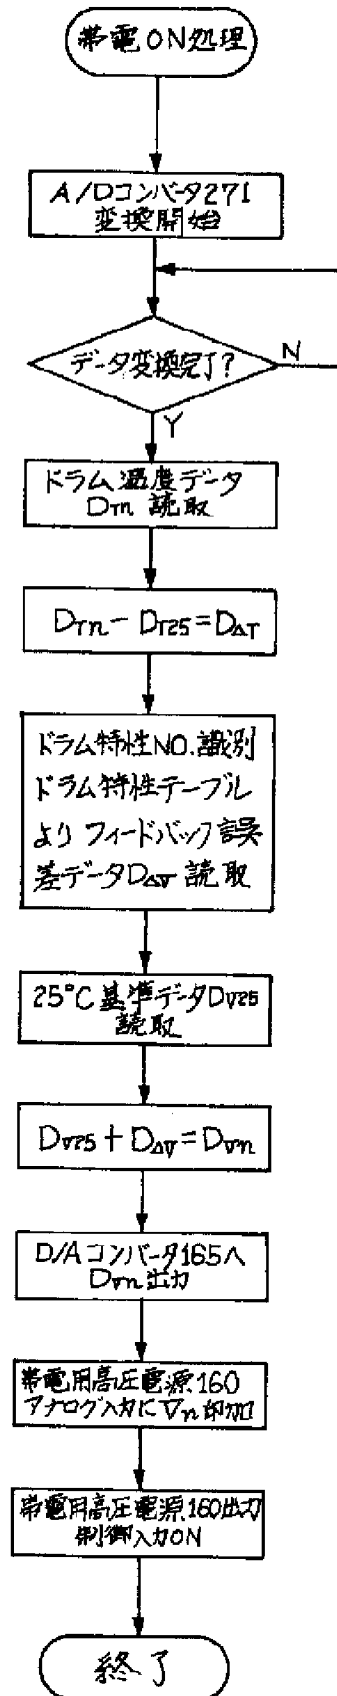 帯電ON処理
A/Dコンバータ271
変換開始
データ変換完了?
N
Y
ドラム温度データ
DTn 読取
DTn − DT25 = DΔT
ドラム特性NO.識別
ドラム特性テーブル
よりフィードバック誤
差データDΔV 読取
25°C 基準データDV25
読取
DV25 + DΔV = DVn
D/Aコンバータ165へ
DVn 出力
帯電用高圧電源160
アナログ入力にVn印加
帯電用高圧電源160出力
制御入力ON
終了